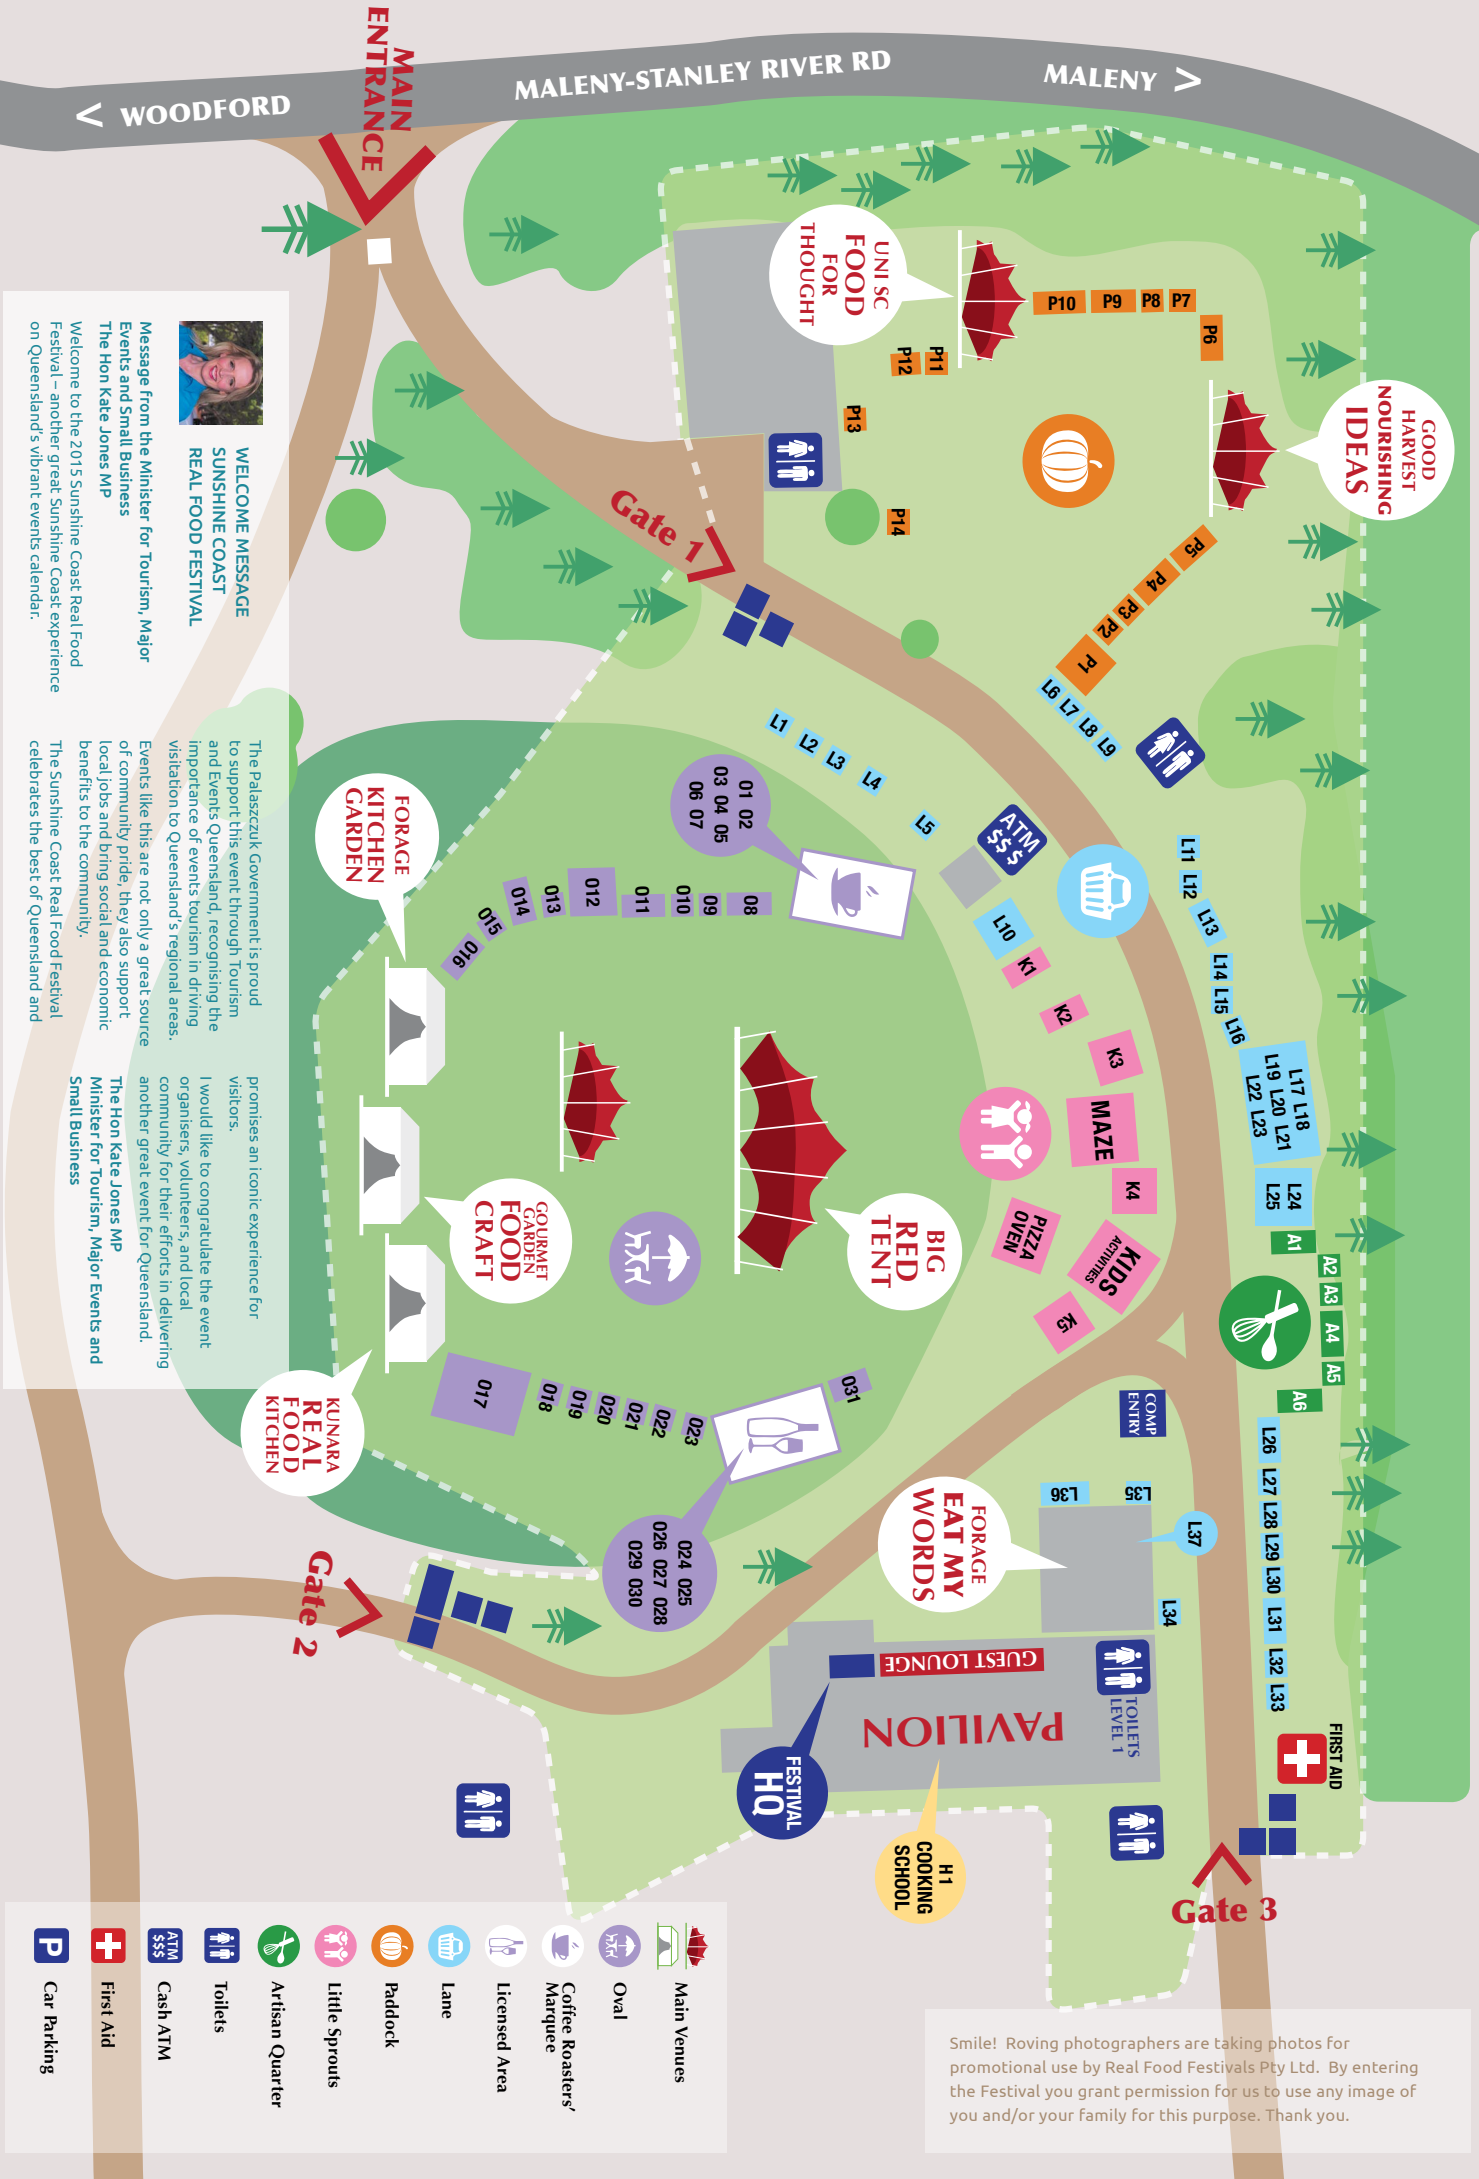 < WOODFORD
MALENY-STANLEY RIVER RD
MALENY >
MAIN
ENTRANCE
UNI SC
FOOD
FOR
THOUGHT
GOOD
HARVEST
NOURISHING
IDEAS
P10
P9
P8
P7
P6
P12
P11
P13
P14
P5
P4
P3
P2
P1
Gate 1
L6
L7
L8
L9
L1
L2
L3
L4
L5
ATM
$$$
L10
L11
L12
L13
L14
L15
L16
L17 L18
L19 L20 L21
L22 L23
L24
L25
K1
K2
K3
MAZE
K4
PIZZA
OVEN
KIDS
ACTIVITIES
K5
A1
A2
A3
A4
A5
A6
L26
L27
L28
L29
L30
L31
L32
L33
FIRST AID
01 02
03 04 05
06 07
08
09
010
011
012
013
014
015
016
FORAGE
KITCHEN
GARDEN
BIG
RED
TENT
GOURMET
GARDEN
FOOD
CRAFT
KUNARA
REAL
FOOD
KITCHEN
017
018
019
020
021
022
023
031
024 025
026 027 028
029 030
COMP
ENTRY
L36
L35
L37
L34
FORAGE
EAT MY
WORDS
GUEST LOUNGE
PAVILION
TOILETS
LEVEL 1
FESTIVAL
HQ
H1
COOKING
SCHOOL
Gate 2
Gate 3
WELCOME MESSAGE
SUNSHINE COAST
REAL FOOD FESTIVAL
Message from the Minister for Tourism, Major
Events and Small Business
The Hon Kate Jones MP
Welcome to the 2015 Sunshine Coast Real Food
Festival – another great Sunshine Coast experience
on Queensland's vibrant events calendar.
The Palaszczuk Government is proud
to support this event through Tourism
and Events Queensland, recognising the
importance of events tourism in driving
visitation to Queensland's regional areas.
Events like this are not only a great source
of community pride, they also support
local jobs and bring social and economic
benefits to the community.
The Sunshine Coast Real Food Festival
celebrates the best of Queensland and
promises an iconic experience for
visitors.
I would like to congratulate the event
organisers, volunteers, and local
community for their efforts in delivering
another great event for Queensland.
The Hon Kate Jones MP
Minister for Tourism, Major Events and
Small Business
Main Venues
Oval
Coffee Roasters'
Marquee
Licensed Area
Lane
Paddock
Little Sprouts
Artisan Quarter
Toilets
ATM
$$$
Cash ATM
First Aid
P
Car Parking
Smile! Roving photographers are taking photos for
promotional use by Real Food Festivals Pty Ltd. By entering
the Festival you grant permission for us to use any image of
you and/or your family for this purpose. Thank you.